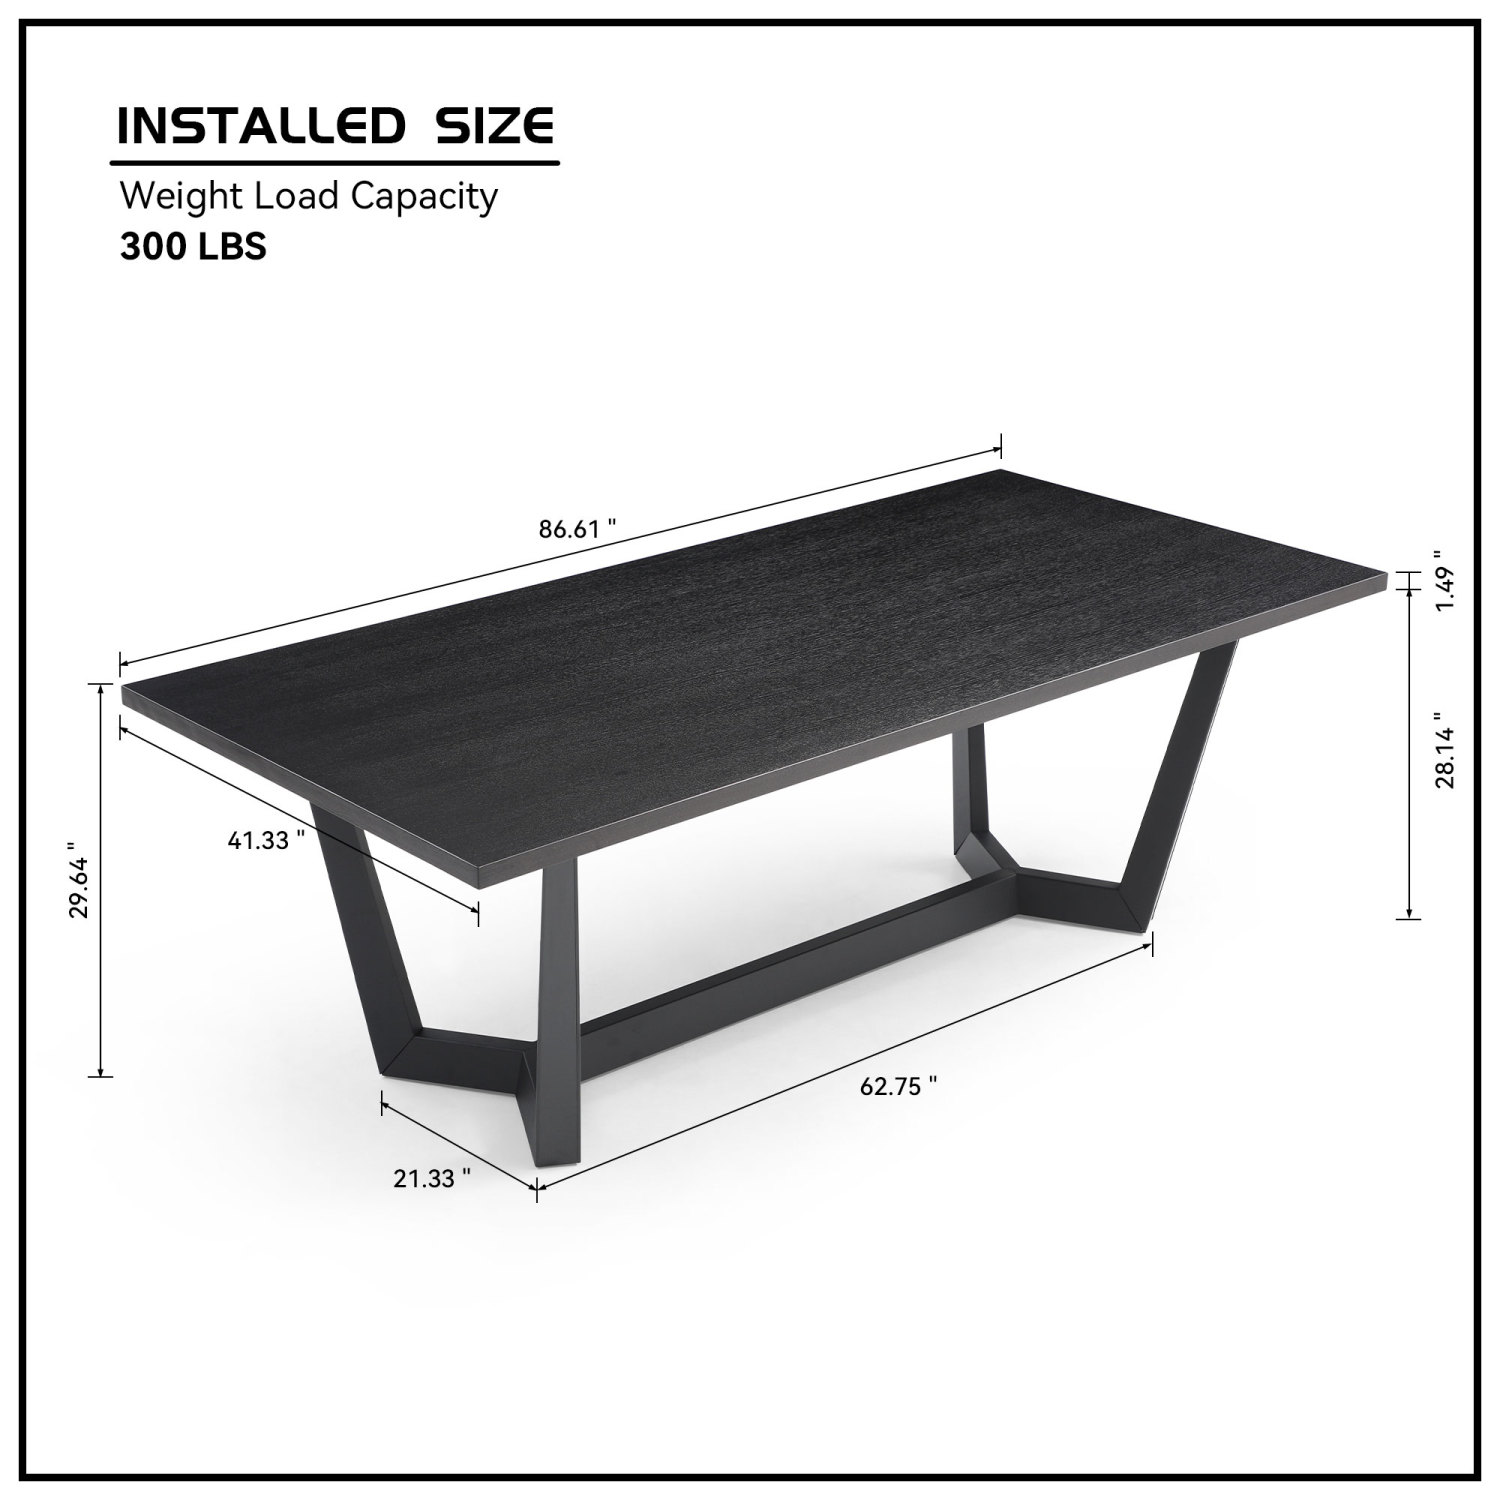 INSTALLED SIZE
Weight Load Capacity
300 LBS
86.61 "
1.49 "
28.14 "
41.33 "
29.64 "
62.75 "
21.33 "